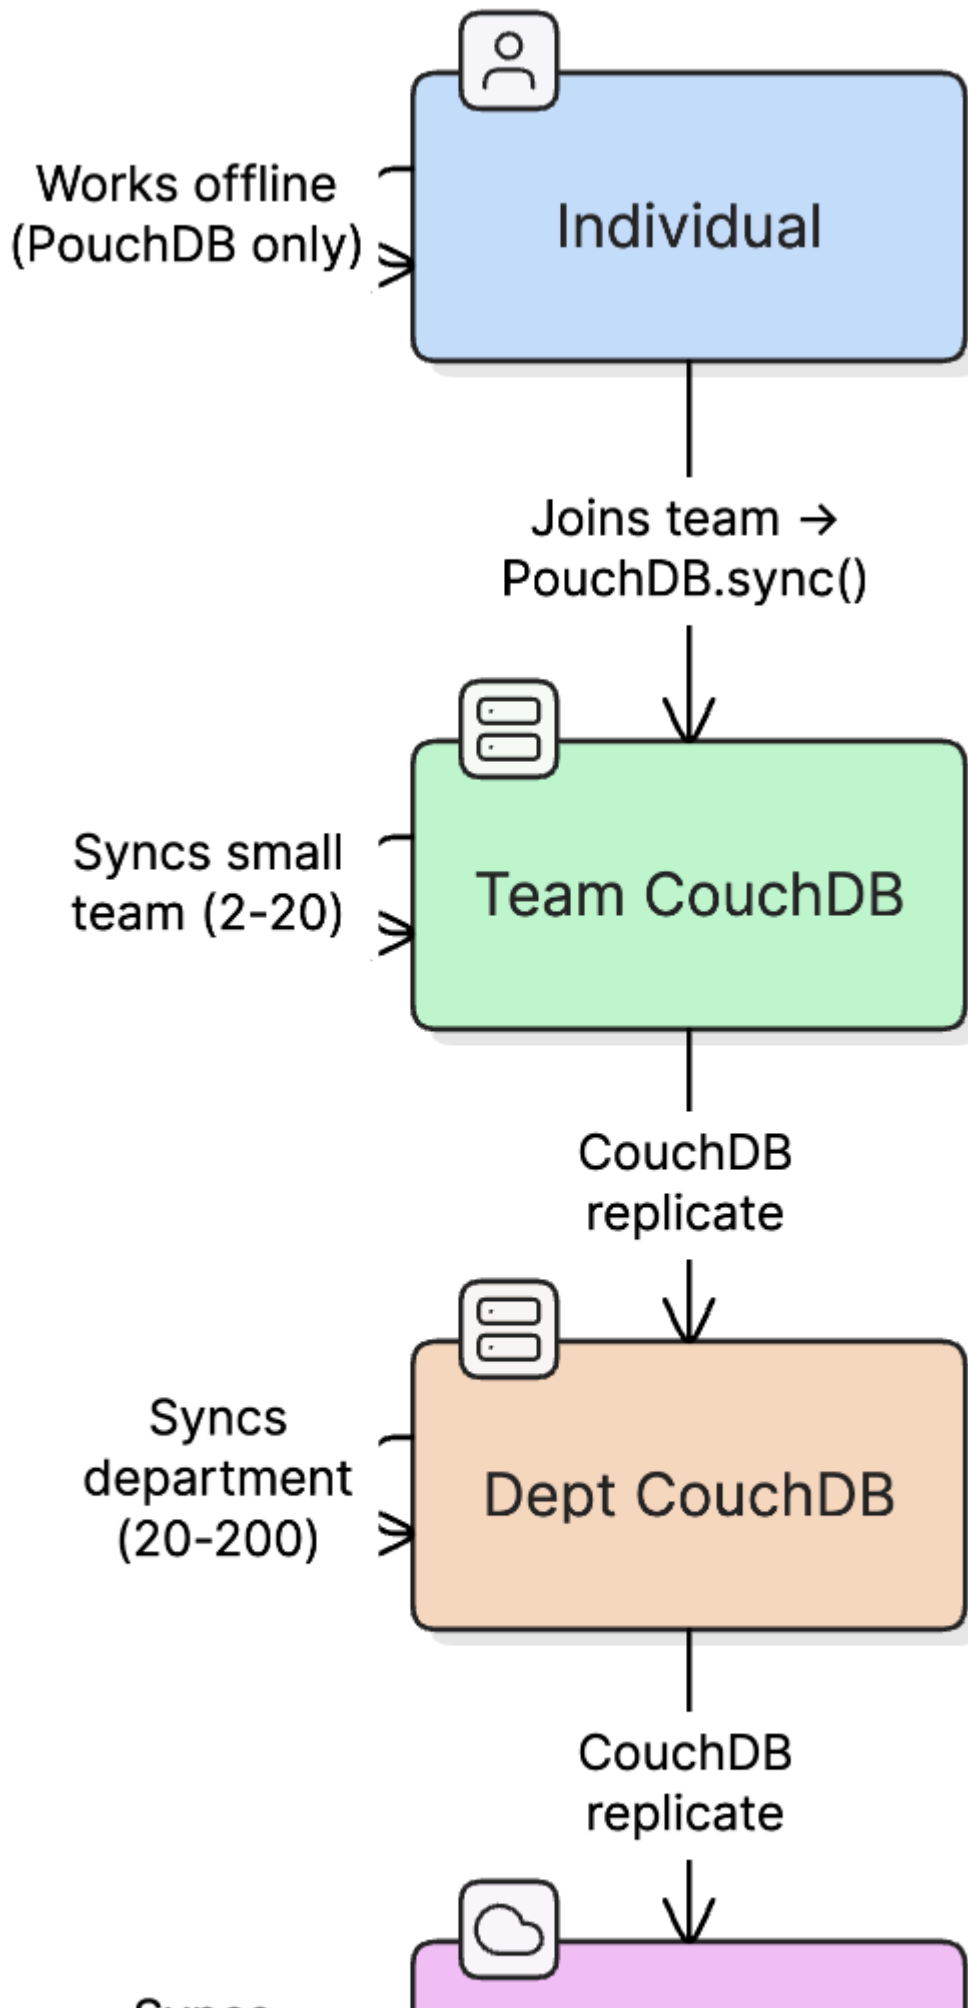 Individual
Works offline
(PouchDB only)
Joins team →
PouchDB.sync()
Team CouchDB
Syncs small
team (2-20)
CouchDB
replicate
Dept CouchDB
Syncs
department
(20-200)
CouchDB
replicate